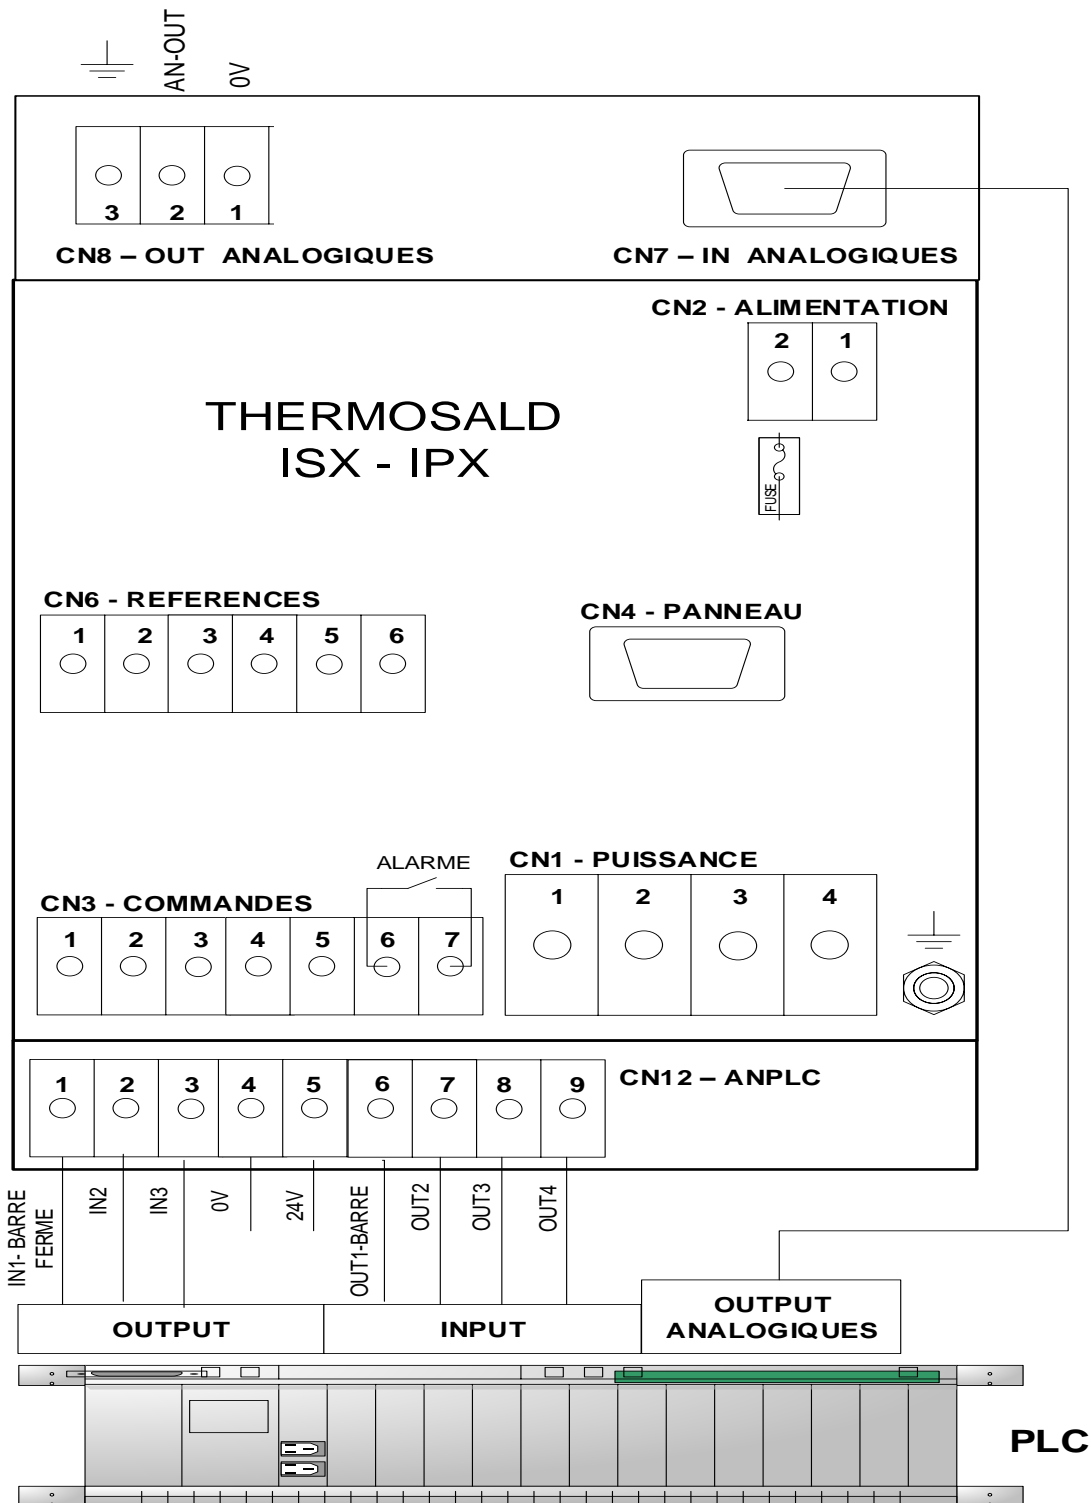 AN-OUT
0V
3 2 1
CN8 – OUT ANALOGIQUES
CN7 – IN ANALOGIQUES
CN2 - ALIMENTATION
2 1
THERMOSALD
ISX - IPX
FUSE
CN6 - REFERENCES
1 2 3 4 5 6
CN4 - PANNEAU
ALARME
CN1 - PUISSANCE
1 2 3 4
CN3 - COMMANDES
1 2 3 4 5 6 7
1 2 3 4 5 6 7 8 9
CN12 – ANPLC
IN1- BARRE
FERME
IN2
IN3
0V
24V
OUT1-BARRE
OUT2
OUT3
OUT4
OUTPUT
INPUT
OUTPUT
ANALOGIQUES
PLC